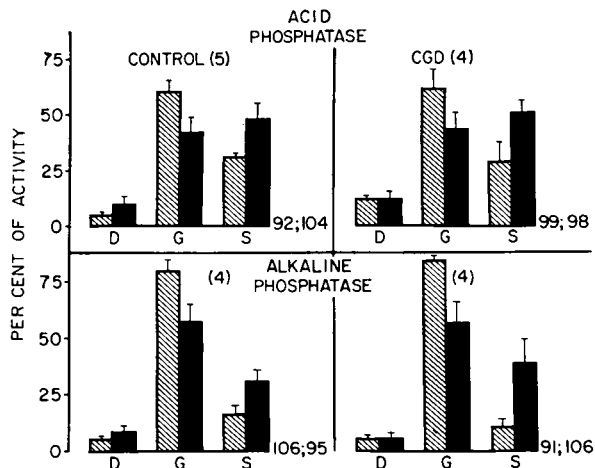 ACID
PHOSPHATASE
CONTROL (5)
CGD (4)
PER CENT OF ACTIVITY
75
50
25
0
D G S 92;104
D G S 99;98
ALKALINE
PHOSPHATASE
(4)
(4)
75
50
25
0
D G S 106;95
D G S 91;106